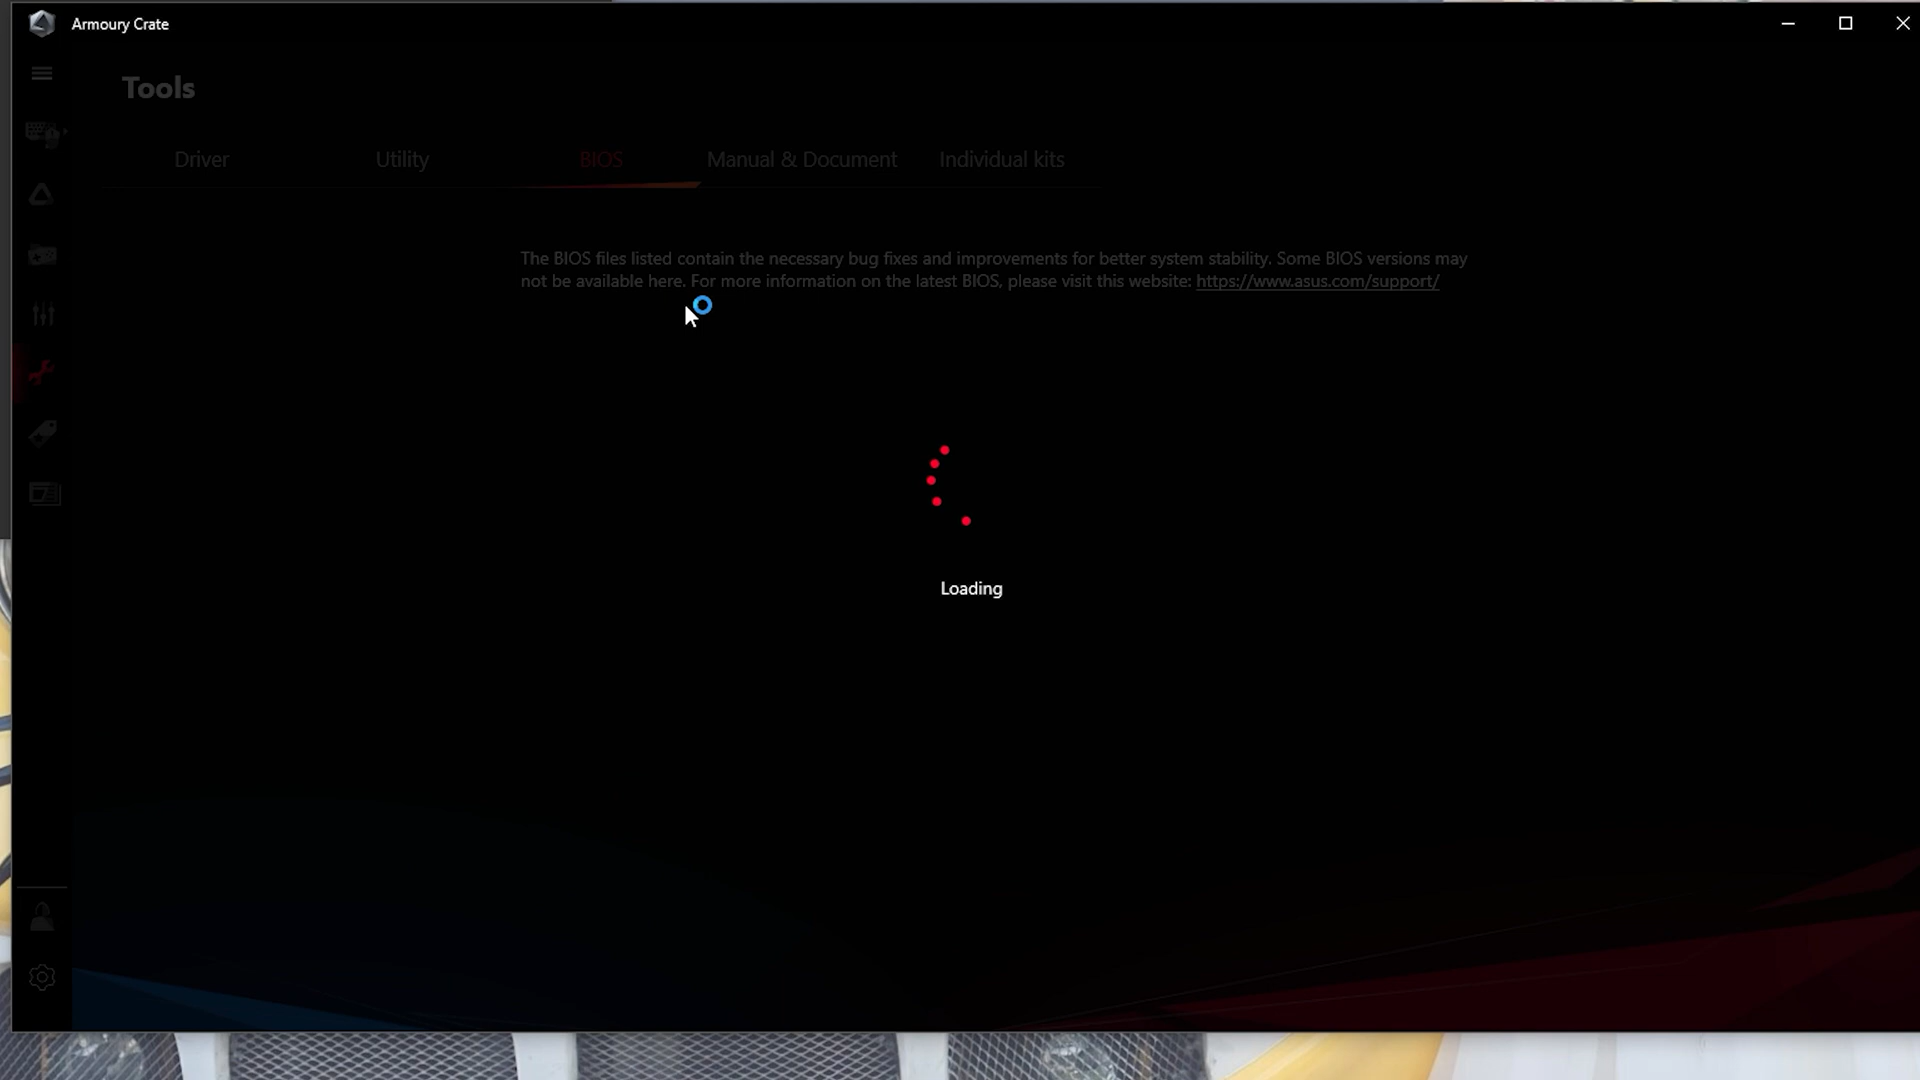 Armoury Crate
Tools
Driver
Utility
BIOS
Manual & Document
Individual kits
The BIOS files listed contain the necessary bug fixes and improvements for better system stability. Some BIOS versions may
not be available here. For more information on the latest BIOS, please visit this website: https://www.asus.com/support/
Loading